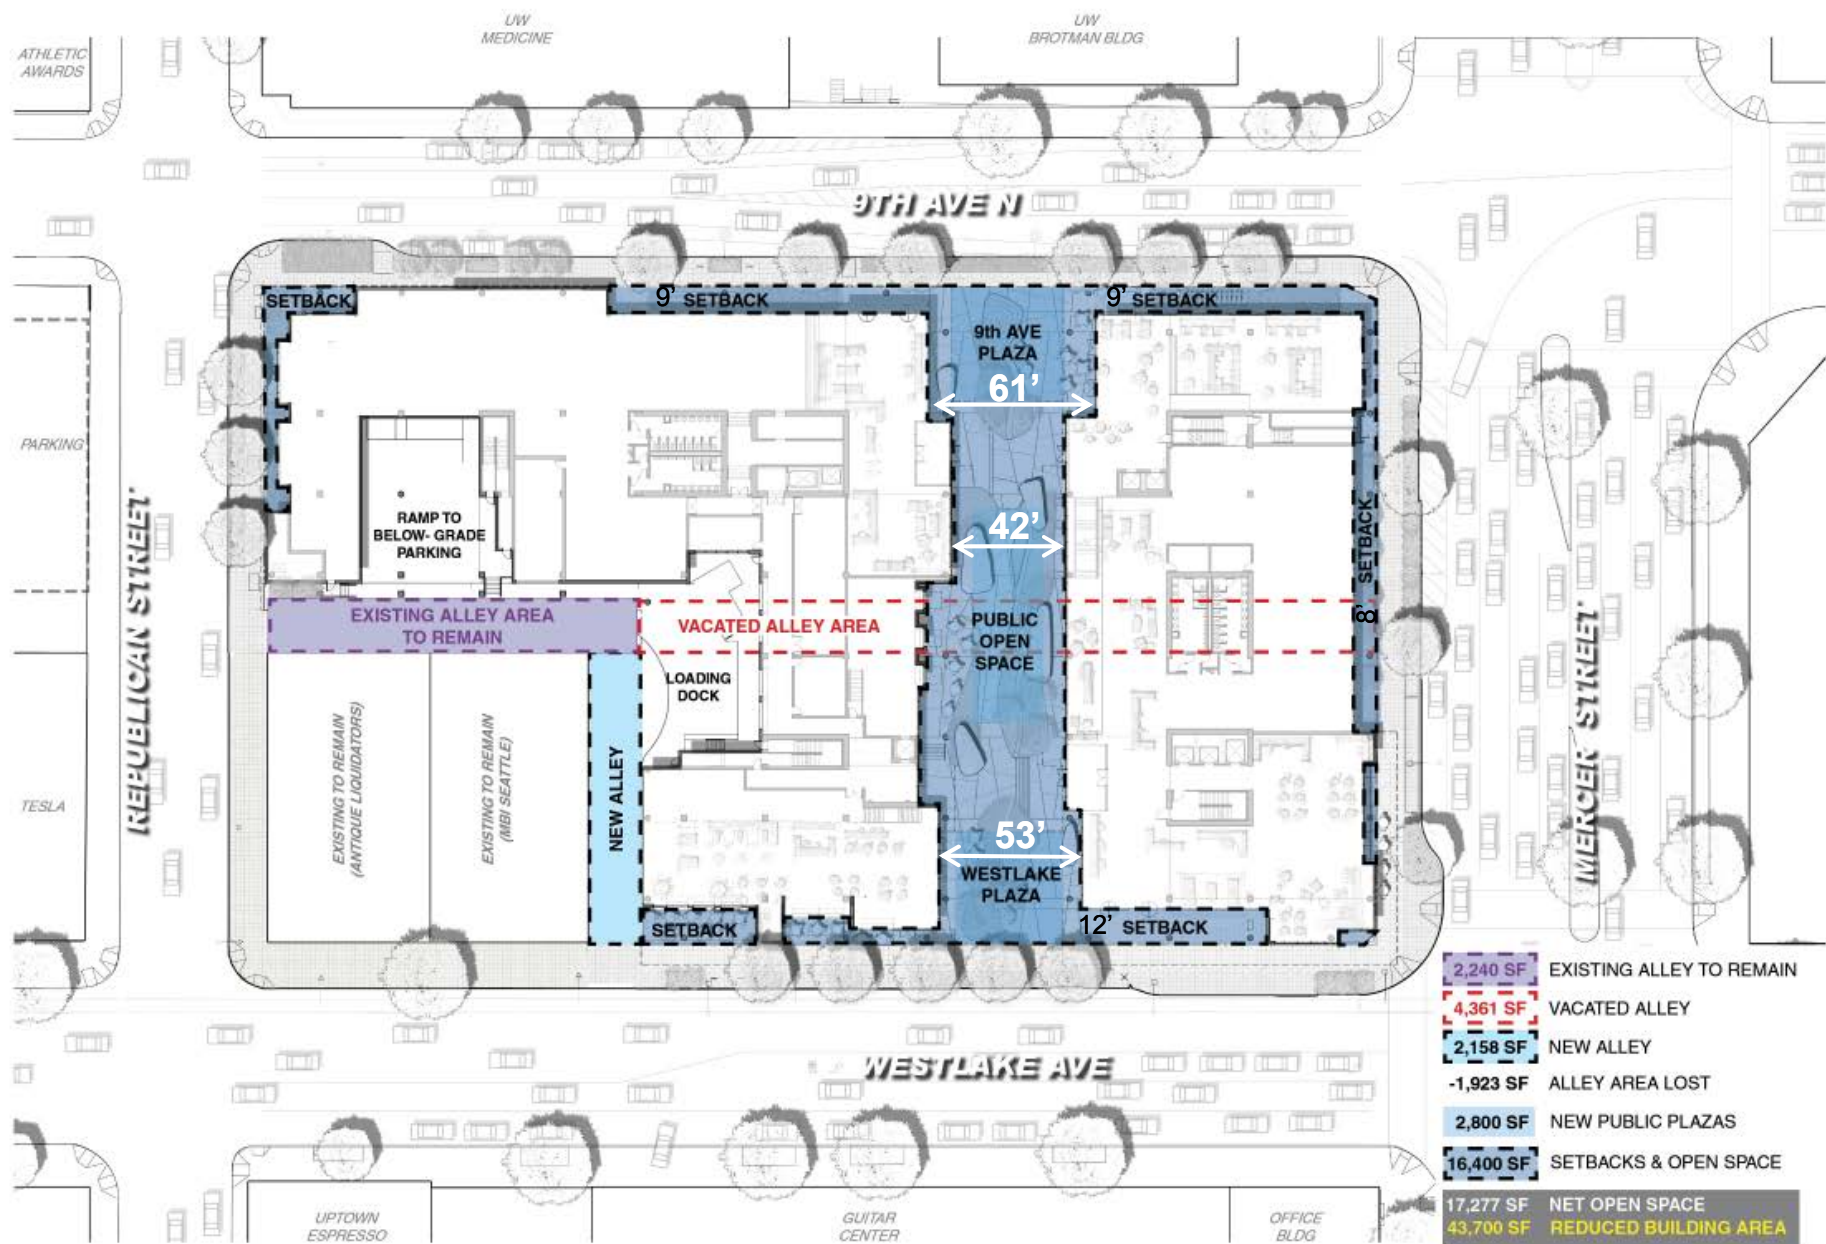 UW
MEDICINE
UW
BROTMAN BLDG
ATHLETIC
AWARDS
9TH AVE N
SETBACK
9' SETBACK
9' SETBACK
9th AVE
PLAZA
61'
PARKING
RAMP TO
BELOW- GRADE
PARKING
42'
SETBACK
8'
REPUBLICAN STREET
EXISTING ALLEY AREA
TO REMAIN
VACATED ALLEY AREA
PUBLIC
OPEN
SPACE
LOADING
DOCK
MERCER STREET
EXISTING TO REMAIN
(ANTIQUE LIQUIDATORS)
EXISTING TO REMAIN
(MBI SEATTLE)
NEW ALLEY
TESLA
53'
WESTLAKE
PLAZA
SETBACK
12' SETBACK
WESTLAKE AVE
2,240 SF EXISTING ALLEY TO REMAIN
4,361 SF VACATED ALLEY
2,158 SF NEW ALLEY
-1,923 SF ALLEY AREA LOST
2,800 SF NEW PUBLIC PLAZAS
16,400 SF SETBACKS & OPEN SPACE
17,277 SF NET OPEN SPACE
43,700 SF REDUCED BUILDING AREA
UPTOWN
ESPRESSO
GUITAR
CENTER
OFFICE
BLDG